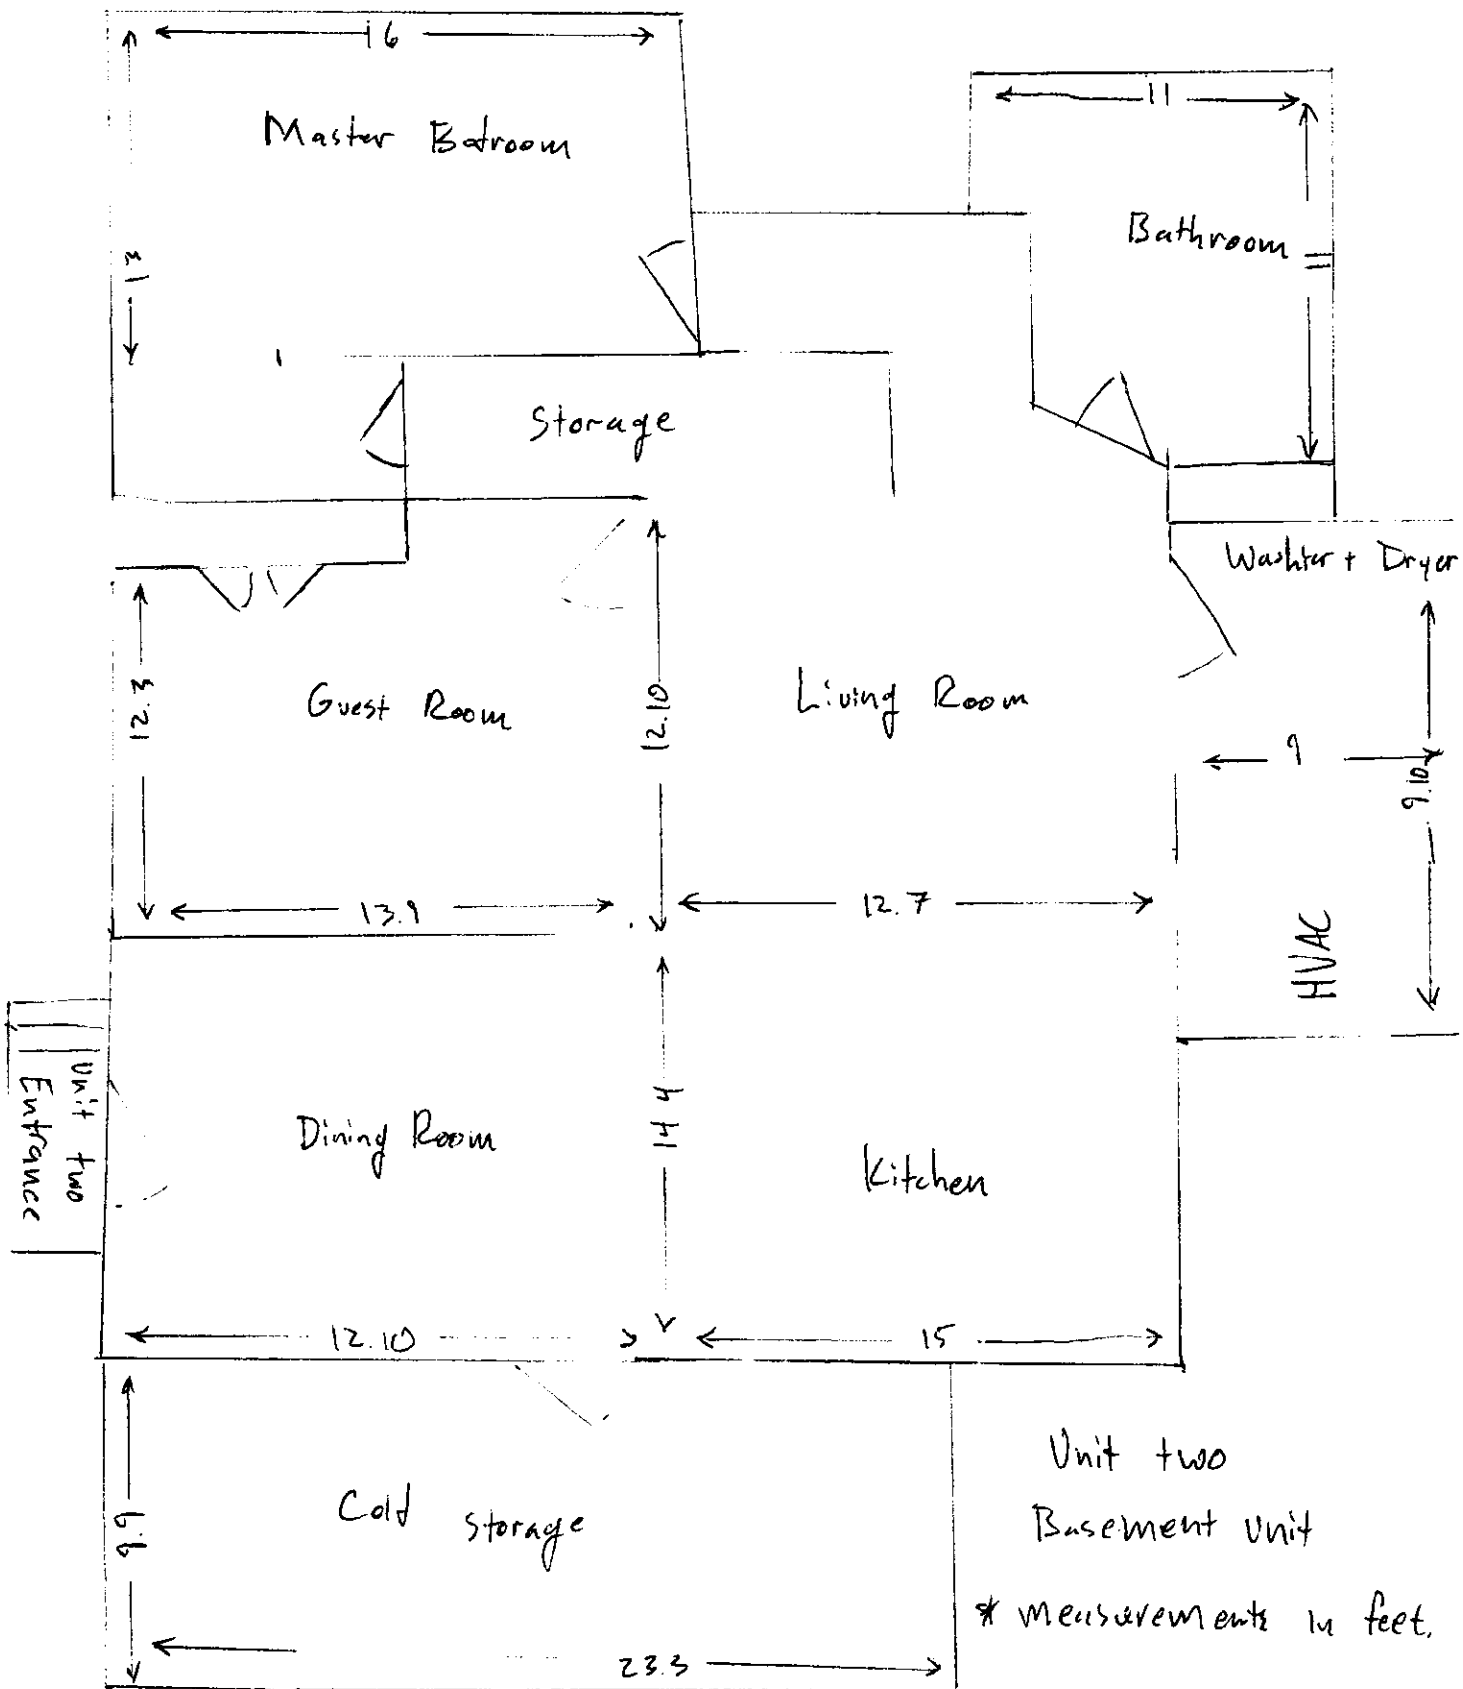 16
Master Bedroom
13
11
Bathroom
11
Storage
Washer + Dryer
12.3
Guest Room
12.10
Living Room
9
9.10
13.9
12.7
HVAC
Unit two
Entrance
Dining Room
14 4
Kitchen
12.10
15
9.9
Cold Storage
23.3
Unit two
Basement Unit
* measurements in feet.